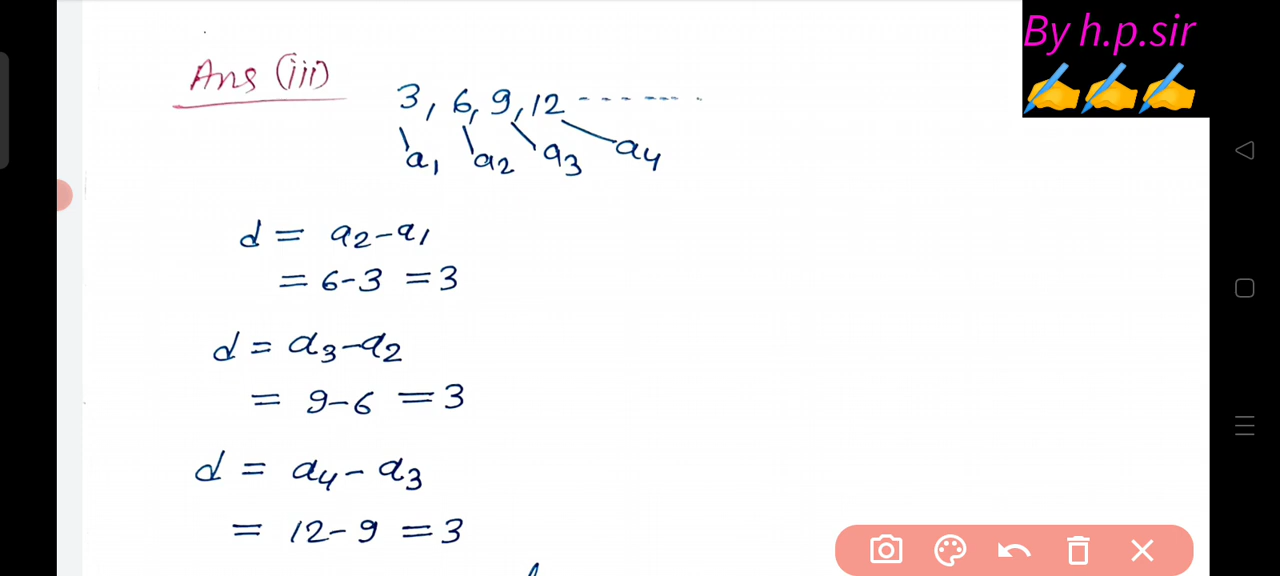 By h.p.sir
✍✍✍
Ans (iii)
3, 6, 9, 12 -------
a₁ a₂ a₃ a₄
d = a₂-a₁
= 6-3 = 3
d = a₃-a₂
= 9-6 = 3
d = a₄-a₃
= 12-9 = 3